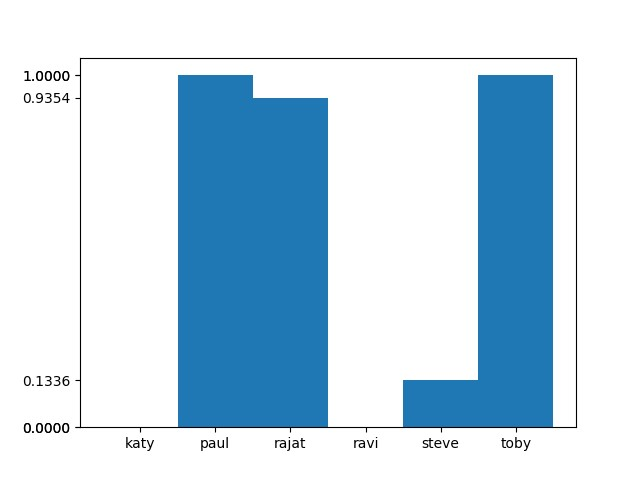 1.0000
0.9354
0.1336
0.0000
katy paul rajat ravi steve toby